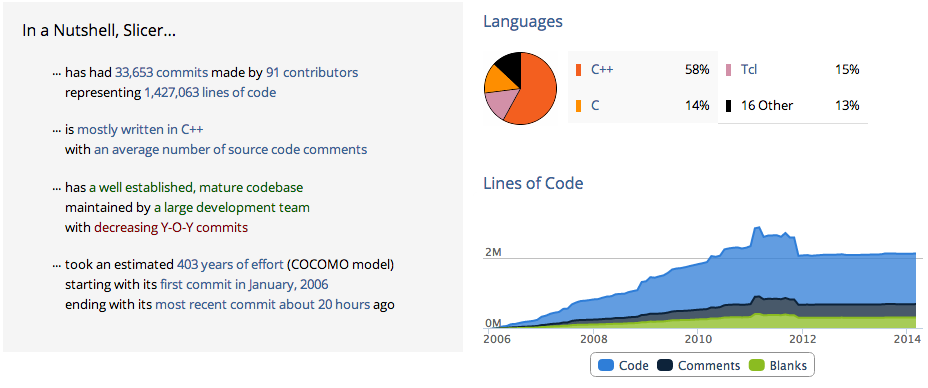 In a Nutshell, Slicer...
... has had 33,653 commits made by 91 contributors
representing 1,427,063 lines of code
... is mostly written in C++
with an average number of source code comments
... has a well established, mature codebase
maintained by a large development team
with decreasing Y-O-Y commits
... took an estimated 403 years of effort (COCOMO model)
starting with its first commit in January, 2006
ending with its most recent commit about 20 hours ago
Languages
C++ 58% Tcl 15%
C 14% 16 Other 13%
Lines of Code
2M
0M
2006 2008 2010 2012 2014
Code Comments Blanks